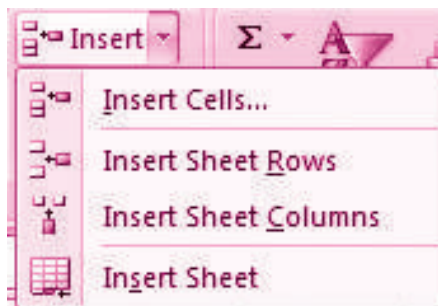 Insert Σ
Insert Cells...
Insert Sheet Rows
Insert Sheet Columns
Insert Sheet